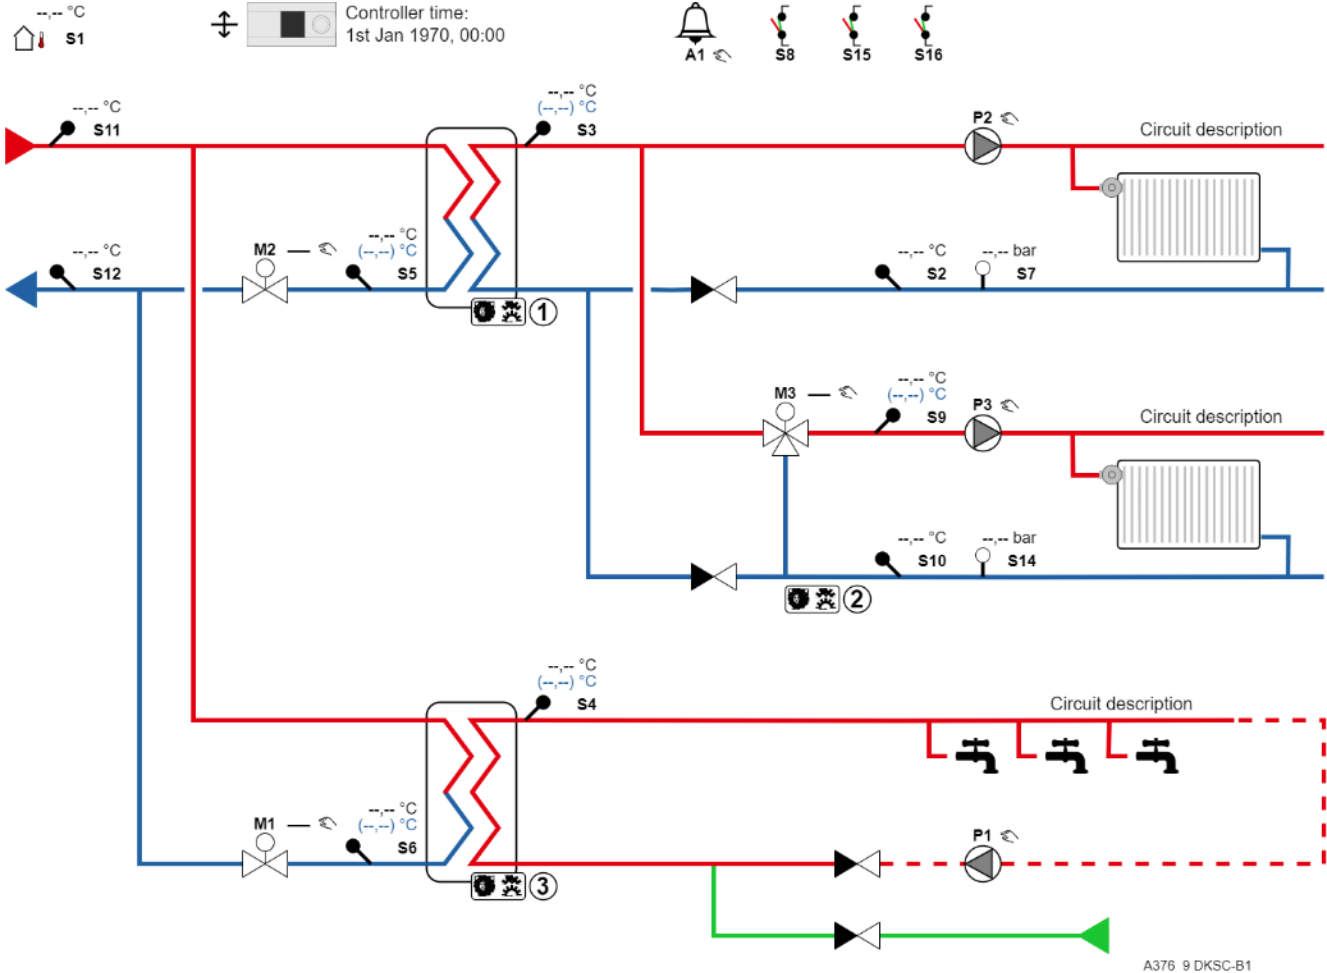 --,-- °C
S1
Controller time:
1st Jan 1970, 00:00
A1
S8
S15
S16
--,-- °C
S11
--,-- °C
(--,--) °C
S3
P2
Circuit description
--,-- °C
S12
M2
--,-- °C
(--,--) °C
S5
--,-- °C
S2
--,-- bar
S7
1
M3
--,-- °C
(--,--) °C
S9
P3
Circuit description
--,-- °C
S10
--,-- bar
S14
2
--,-- °C
(--,--) °C
S4
Circuit description
M1
--,-- °C
(--,--) °C
S6
P1
3
A376_9 DKSC-B1